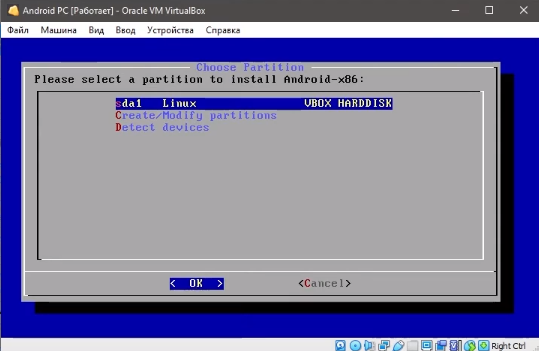 Android PC [Работает] - Oracle VM VirtualBox
Файл Машина Вид Ввод Устройства Справка
Choose Partition
Please select a partition to install Android-x86:
sda1 Linux VBOX HARDDISK
Create/Modify partitions
Detect devices
< OK > <Cancel>
Right Ctrl